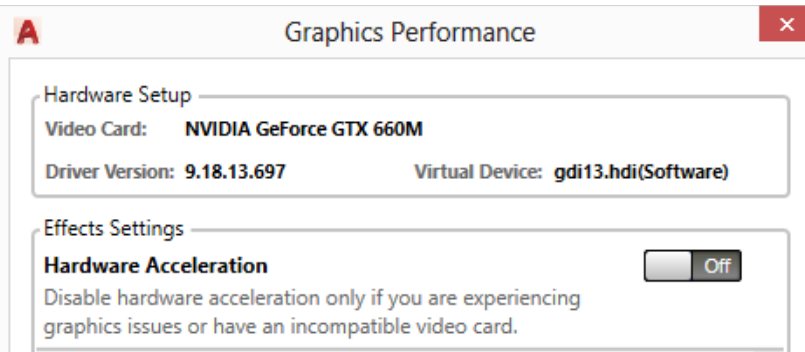 Graphics Performance
Hardware Setup
Video Card: NVIDIA GeForce GTX 660M
Driver Version: 9.18.13.697 Virtual Device: gdi13.hdi(Software)
Effects Settings
Hardware Acceleration Off
Disable hardware acceleration only if you are experiencing
graphics issues or have an incompatible video card.